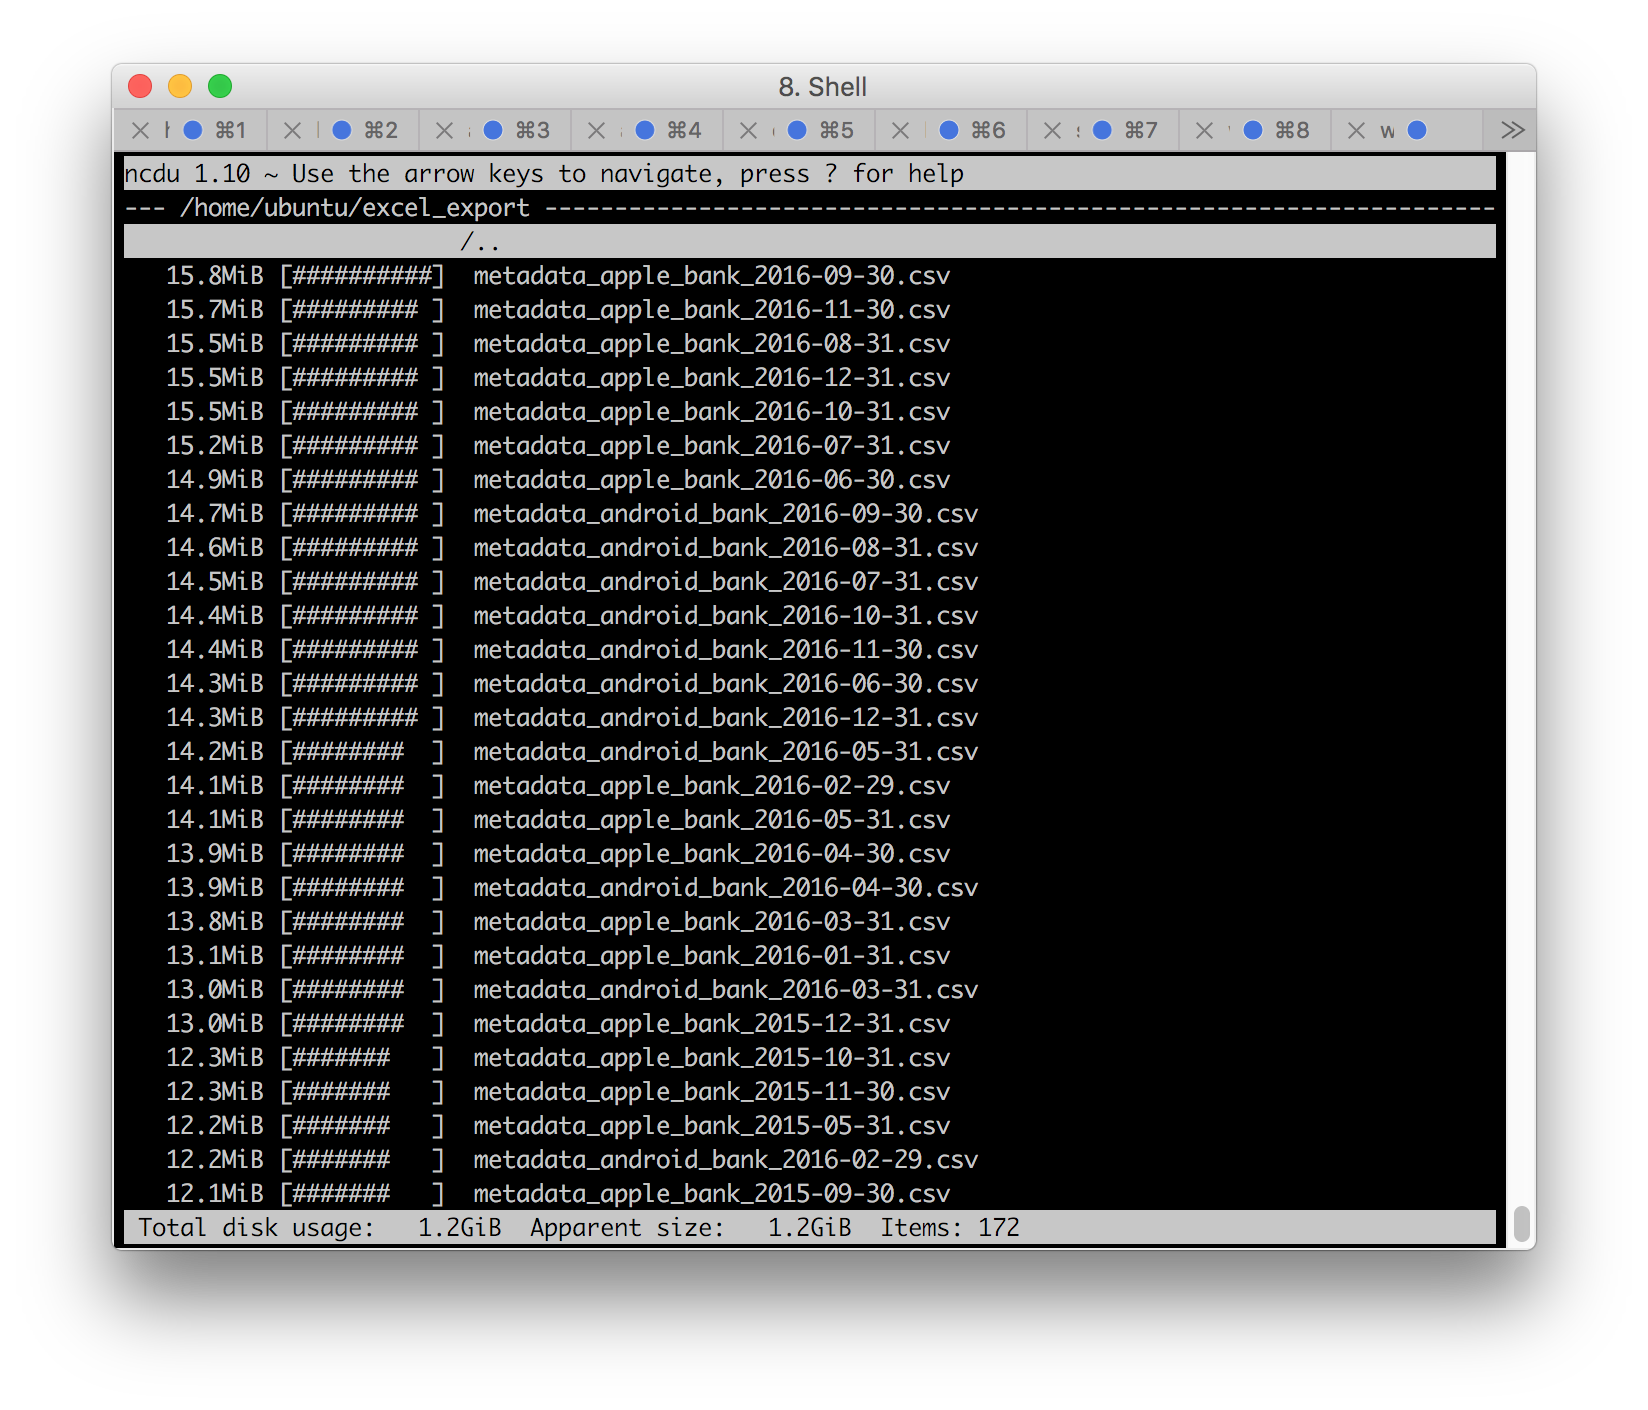 8. Shell
⌘1 ⌘2 ⌘3 ⌘4 ⌘5 ⌘6 ⌘7 ⌘8 w
ncdu 1.10 ~ Use the arrow keys to navigate, press ? for help
--- /home/ubuntu/excel_export --------------------------------------------------------------------
/..
15.8MiB [##########]  metadata_apple_bank_2016-09-30.csv
15.7MiB [######### ]  metadata_apple_bank_2016-11-30.csv
15.5MiB [######### ]  metadata_apple_bank_2016-08-31.csv
15.5MiB [######### ]  metadata_apple_bank_2016-12-31.csv
15.5MiB [######### ]  metadata_apple_bank_2016-10-31.csv
15.2MiB [######### ]  metadata_apple_bank_2016-07-31.csv
14.9MiB [######### ]  metadata_apple_bank_2016-06-30.csv
14.7MiB [######### ]  metadata_android_bank_2016-09-30.csv
14.6MiB [######### ]  metadata_android_bank_2016-08-31.csv
14.5MiB [######### ]  metadata_android_bank_2016-07-31.csv
14.4MiB [######### ]  metadata_android_bank_2016-10-31.csv
14.4MiB [######### ]  metadata_android_bank_2016-11-30.csv
14.3MiB [######### ]  metadata_android_bank_2016-06-30.csv
14.3MiB [######### ]  metadata_android_bank_2016-12-31.csv
14.2MiB [########  ]  metadata_android_bank_2016-05-31.csv
14.1MiB [########  ]  metadata_apple_bank_2016-02-29.csv
14.1MiB [########  ]  metadata_apple_bank_2016-05-31.csv
13.9MiB [########  ]  metadata_apple_bank_2016-04-30.csv
13.9MiB [########  ]  metadata_android_bank_2016-04-30.csv
13.8MiB [########  ]  metadata_apple_bank_2016-03-31.csv
13.1MiB [########  ]  metadata_apple_bank_2016-01-31.csv
13.0MiB [########  ]  metadata_android_bank_2016-03-31.csv
13.0MiB [########  ]  metadata_apple_bank_2015-12-31.csv
12.3MiB [#######   ]  metadata_apple_bank_2015-10-31.csv
12.3MiB [#######   ]  metadata_apple_bank_2015-11-30.csv
12.2MiB [#######   ]  metadata_apple_bank_2015-05-31.csv
12.2MiB [#######   ]  metadata_android_bank_2016-02-29.csv
12.1MiB [#######   ]  metadata_apple_bank_2015-09-30.csv
Total disk usage:   1.2GiB  Apparent size:   1.2GiB  Items: 172